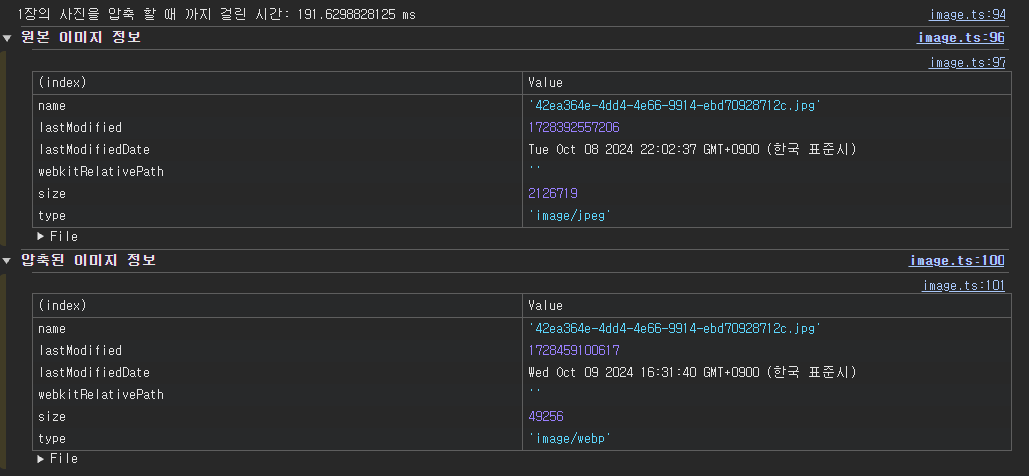 1장의 사진을 압축 할 때 까지 걸린 시간: 191.6298828125 ms image.ts:94
▼ 원본 이미지 정보 image.ts:96
image.ts:97
(index) Value
name '42ea364e-4dd4-4e66-9914-ebd70928712c.jpg'
lastModified 1728392557206
lastModifiedDate Tue Oct 08 2024 22:02:37 GMT+0900 (한국 표준시)
webkitRelativePath ''
size 2126719
type 'image/jpeg'
▶ File
▼ 압축된 이미지 정보 image.ts:100
image.ts:101
(index) Value
name '42ea364e-4dd4-4e66-9914-ebd70928712c.jpg'
lastModified 1728459100617
lastModifiedDate Wed Oct 09 2024 16:31:40 GMT+0900 (한국 표준시)
webkitRelativePath ''
size 49256
type 'image/webp'
▶ File